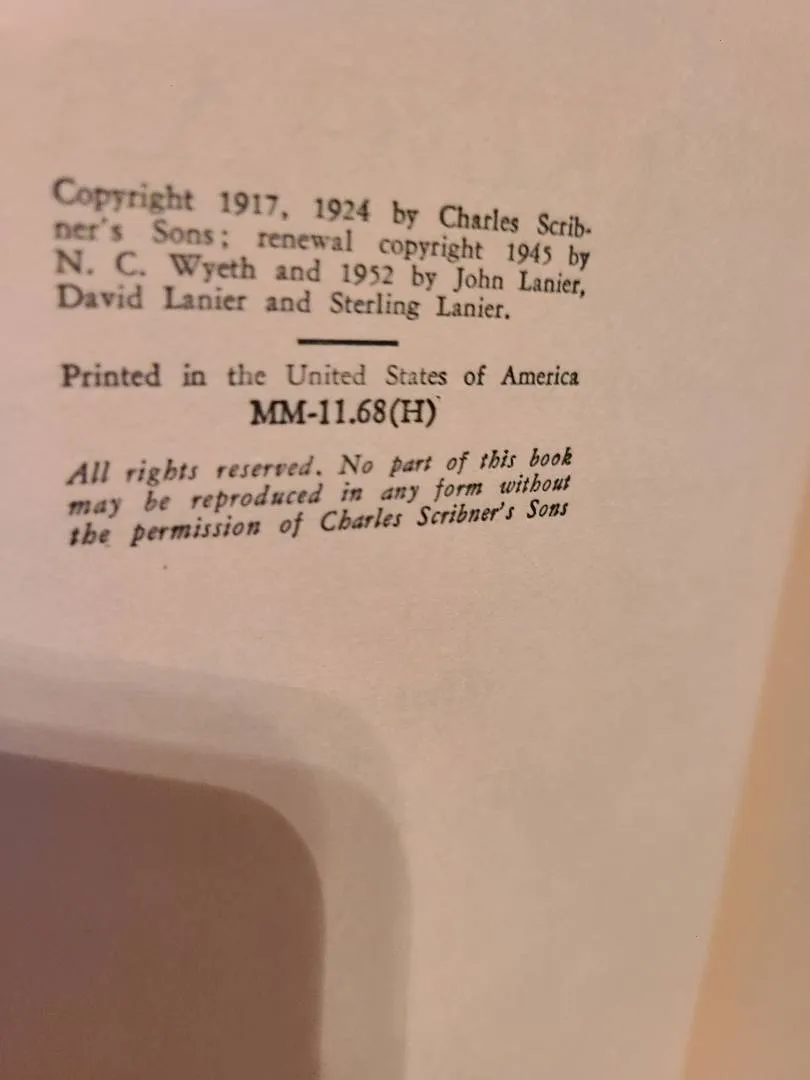 Copyright 1917, 1924 by Charles Scrib-
ner's Sons; renewal copyright 1945 by
N. C. Wyeth and 1952 by John Lanier,
David Lanier and Sterling Lanier.
Printed in the United States of America
MM-11.68(H)
All rights reserved. No part of this book
may be reproduced in any form without
the permission of Charles Scribner's Sons